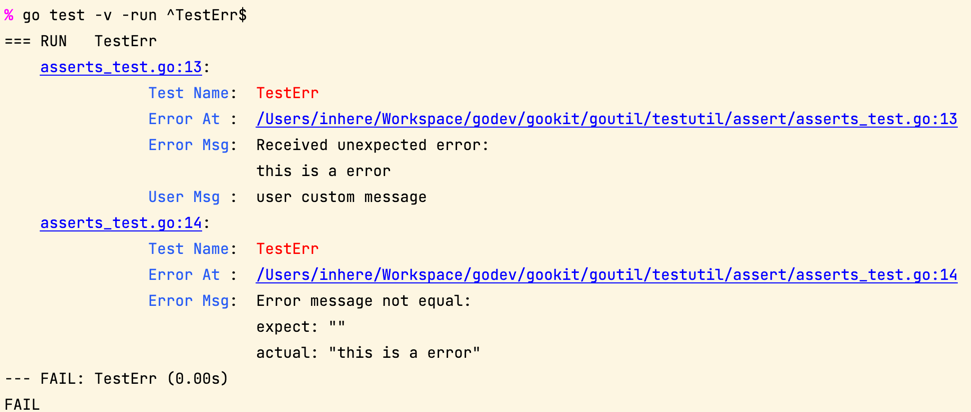 % go test -v -run ^TestErr$
=== RUN   TestErr
    asserts_test.go:13:
                Test Name:  TestErr
                Error At :  /Users/inhere/Workspace/godev/gookit/goutil/testutil/assert/asserts_test.go:13
                Error Msg:  Received unexpected error:
                            this is a error
                User Msg :  user custom message
    asserts_test.go:14:
                Test Name:  TestErr
                Error At :  /Users/inhere/Workspace/godev/gookit/goutil/testutil/assert/asserts_test.go:14
                Error Msg:  Error message not equal:
                            expect: ""
                            actual: "this is a error"
--- FAIL: TestErr (0.00s)
FAIL